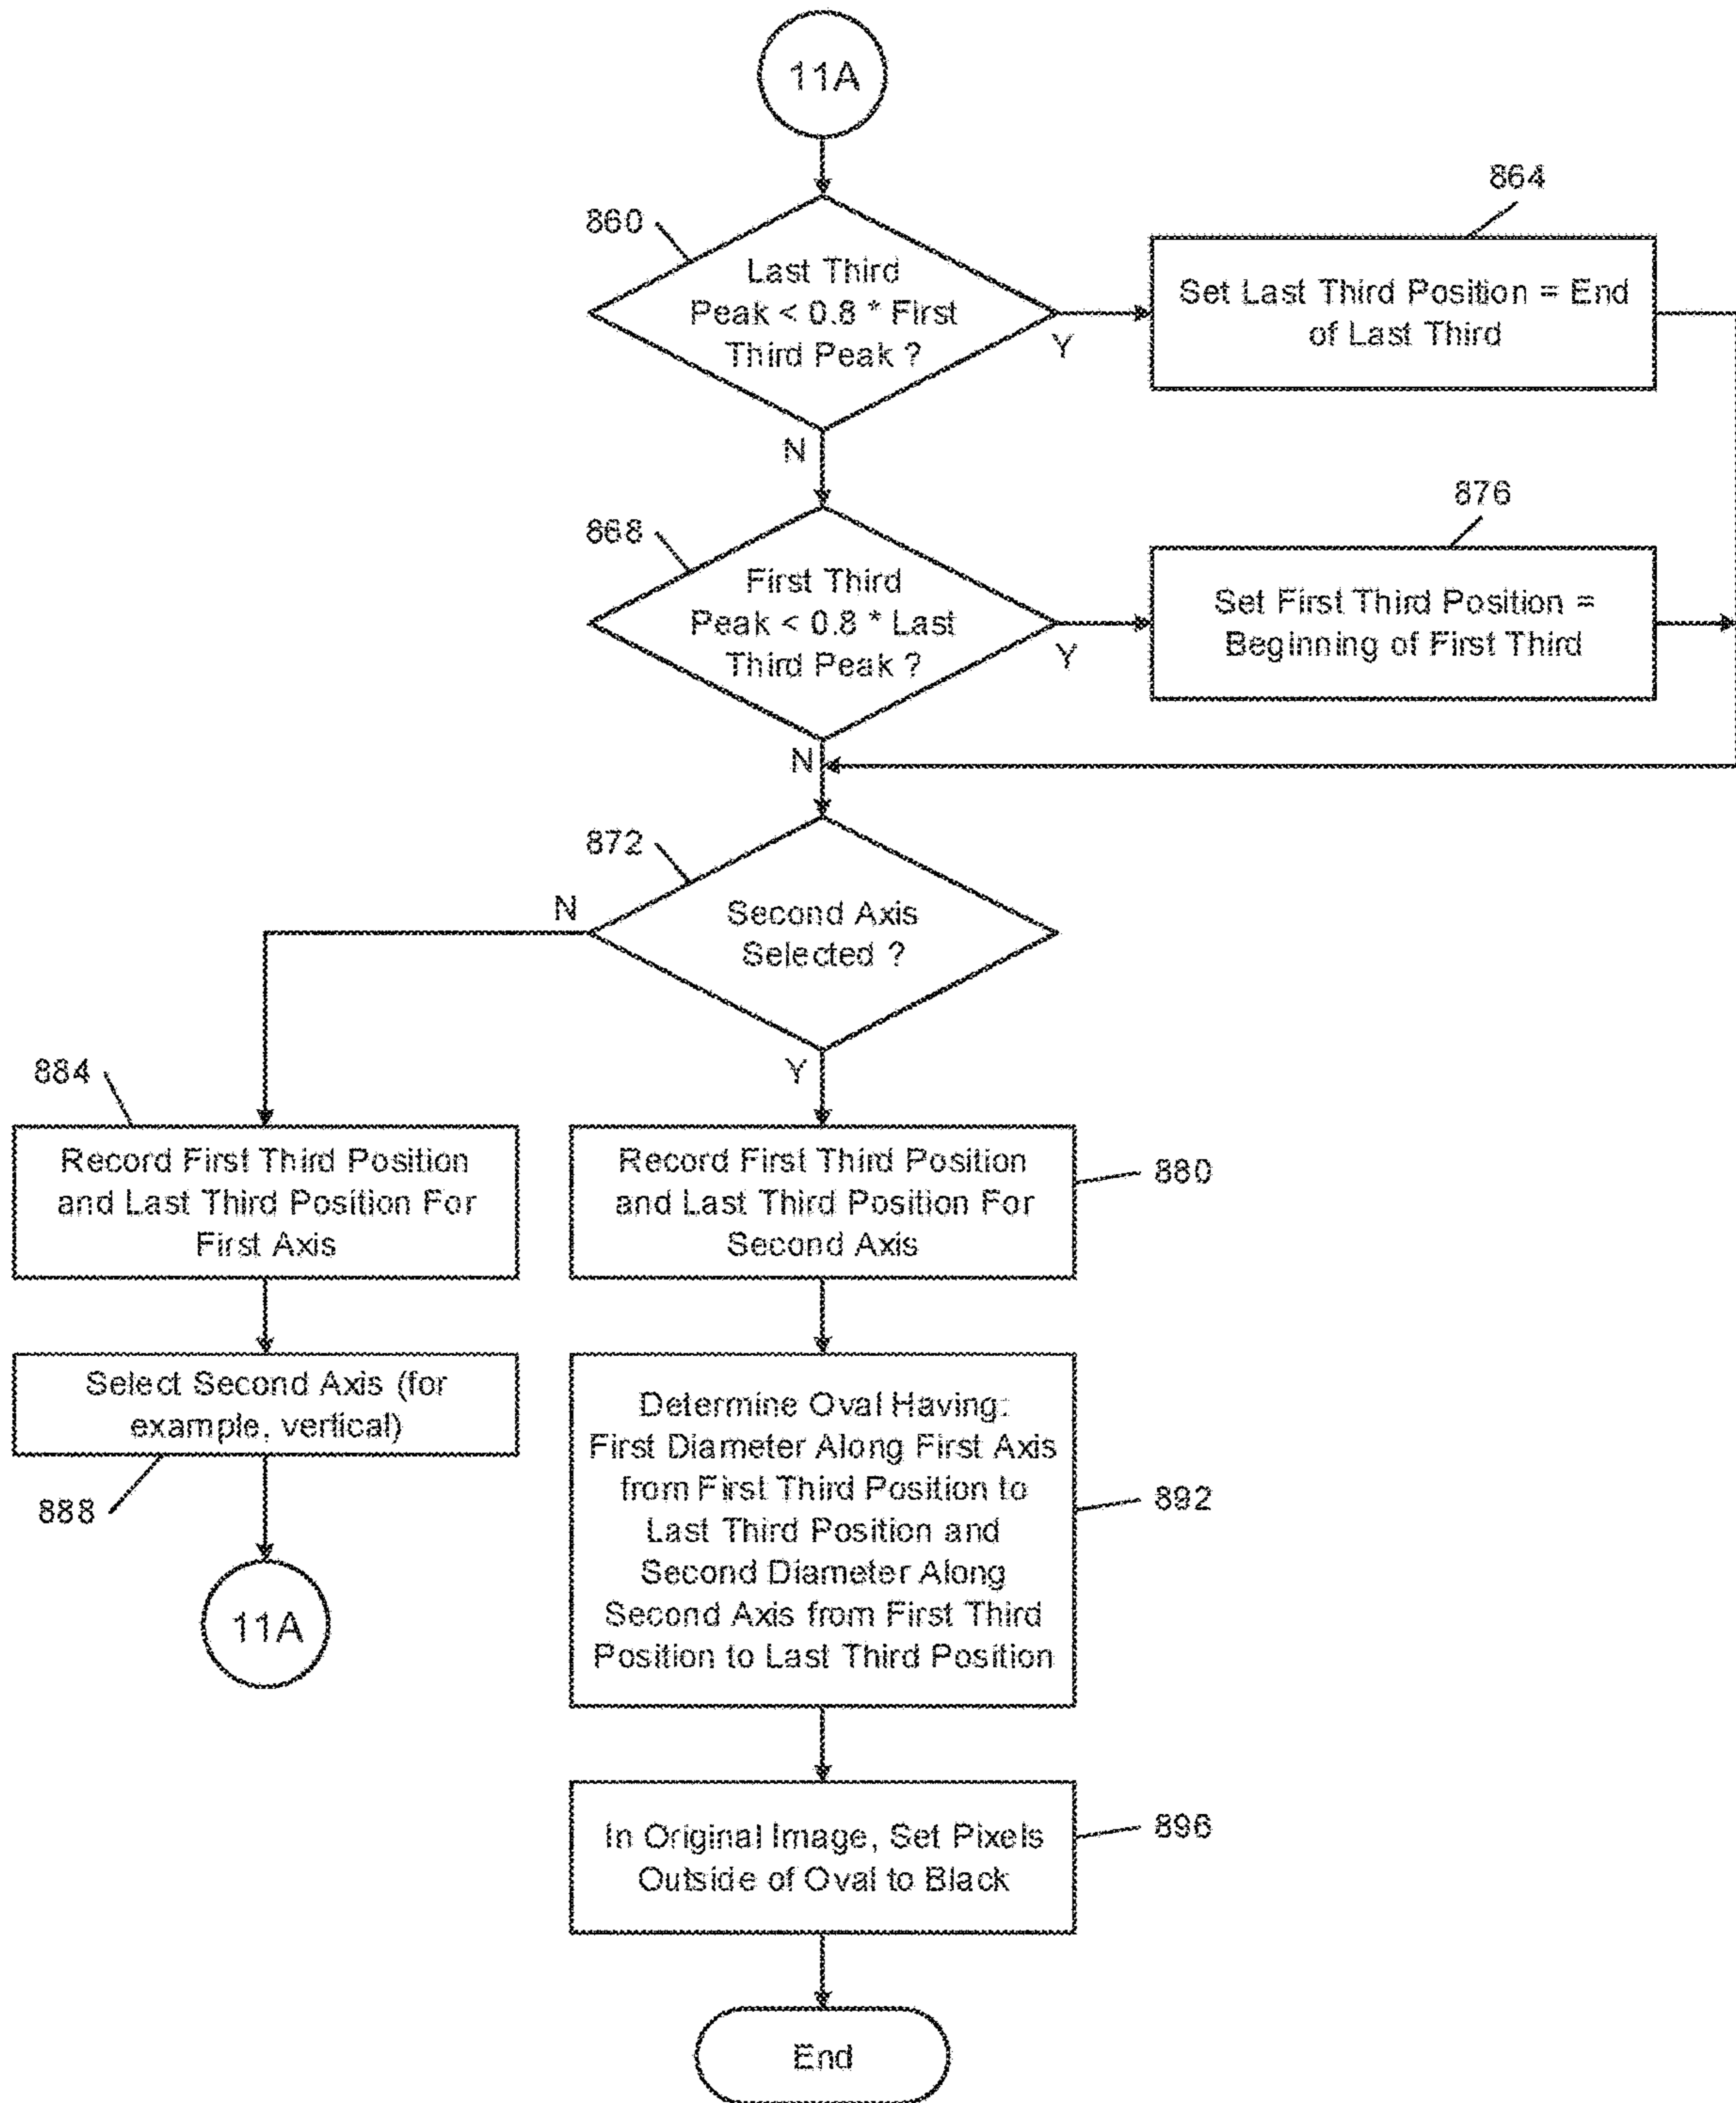 11A
860
Last Third
Peak < 0.8 * First
Third Peak ?
Y
N
864
Set Last Third Position = End
of Last Third
868
First Third
Peak < 0.8 * Last
Third Peak ?
Y
N
876
Set First Third Position =
Beginning of First Third
872
Second Axis
Selected ?
N
Y
884
Record First Third Position
and Last Third Position For
First Axis
Record First Third Position
and Last Third Position For
Second Axis
880
Select Second Axis (for
example, vertical)
888
11A
Determine Oval Having:
First Diameter Along First Axis
from First Third Position to
Last Third Position and
Second Diameter Along
Second Axis from First Third
Position to Last Third Position
892
In Original Image, Set Pixels
Outside of Oval to Black
896
End